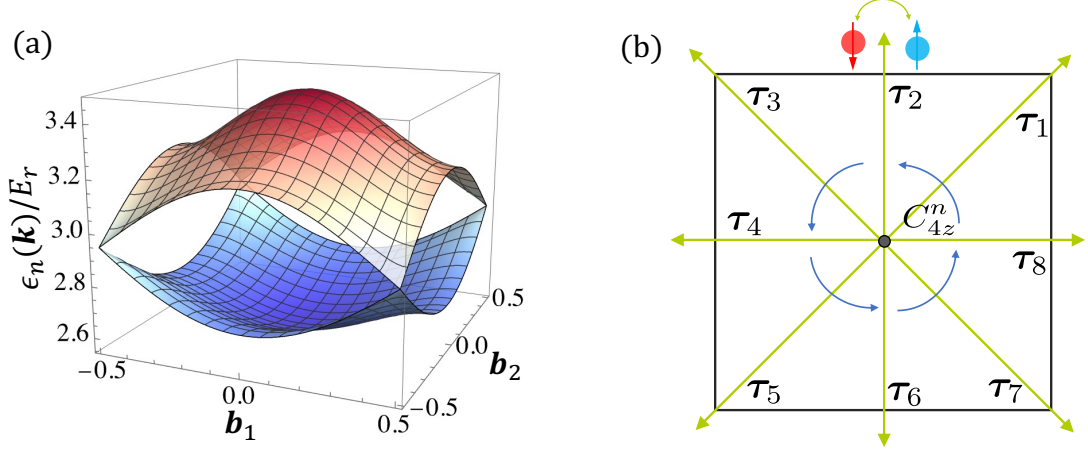 (a)
ϵₙ(𝒌)/Eᵣ
3.4
3.2
3.0
2.8
2.6
−0.5
0.0
0.5
𝒃₁
−0.5
0.0
0.5
𝒃₂
(b)
τ₃
τ₂
τ₁
C₄zⁿ
τ₄
τ₈
τ₅
τ₆
τ₇